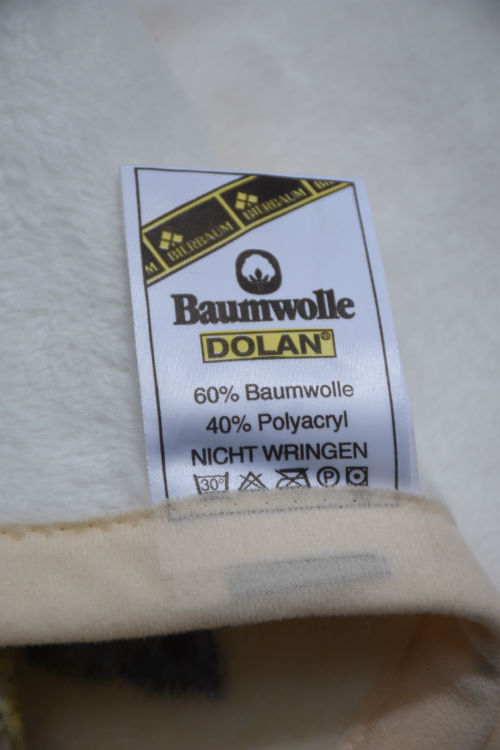 BIERBAUM BIERBAUM
Baumwolle
DOLAN®
60% Baumwolle
40% Polyacryl
NICHT WRINGEN
30° P